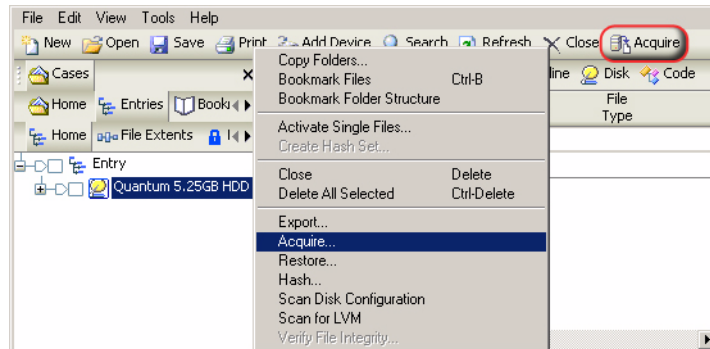 File Edit View Tools Help
New Open Save Print Add Device Search Refresh Close Acquire
Cases
Home Entries
Home File Extents
Entry
Quantum 5.25GB HDD
Copy Folders...
Bookmark Files Ctrl-B
Bookmark Folder Structure
Activate Single Files...
Create Hash Set...
Close Delete
Delete All Selected Ctrl-Delete
Export...
Acquire...
Restore...
Hash...
Scan Disk Configuration
Scan for LVM
Verify File Integrity...
Disk Code
File
Type